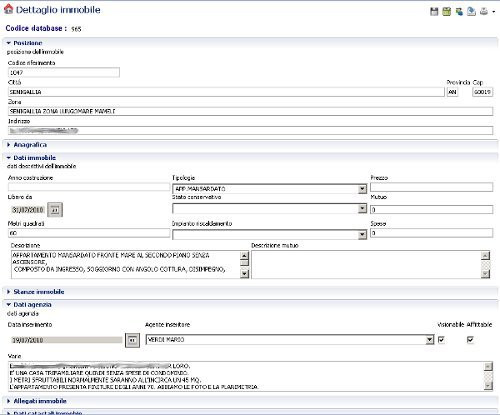 Dettaglio immobile
Codice database : 965
Posizione
posizione dell'immobile
Codice riferimento
1047
Città Provincia Cap
SENIGALLIA AN 60019
Zona
SENIGALLIA ZONA LUNGOMARE MAMELI
Indirizzo
Anagrafica
Dati immobile
dati descrittivi dell'immobile
Anno costruzione Tipologia Prezzo
APP.MANSARDATO
Libero da Stato conservativo Mutuo
31/07/2010 0
Metri quadrati Impianto riscaldamento Spese
60 0
Descrizione Descrizione mutuo
APPARTAMENTO MANSARDATO FRONTE MARE AL SECONDO PIANO SENZA
ASCENSORE,
COMPOSTO DA INGRESSO, SOGGIORNO CON ANGOLO COTTURA, DISIMPEGNO,
Stanze immobile
Dati agenzia
dati agenzia
Data inserimento Agente inseritore Visionabile Affittabile
19/07/2010 VERDI MARIO
Varie
LORO.
E' UNA CASA TRIFAMILIARE QUINDI SENZA SPESE DI CONDOMINIO.
I METRI SFRUTTABILI NORMALMENTE SARANNO ALL'INCIRCA UN 45 MQ.
L'APPARTAMENTO PRESENTA FINITURE DEGLI ANNI 70. ABBIAMO LE FOTO E LA PLANIMETRIA.
Allegati immobile
Dati catastali immobile